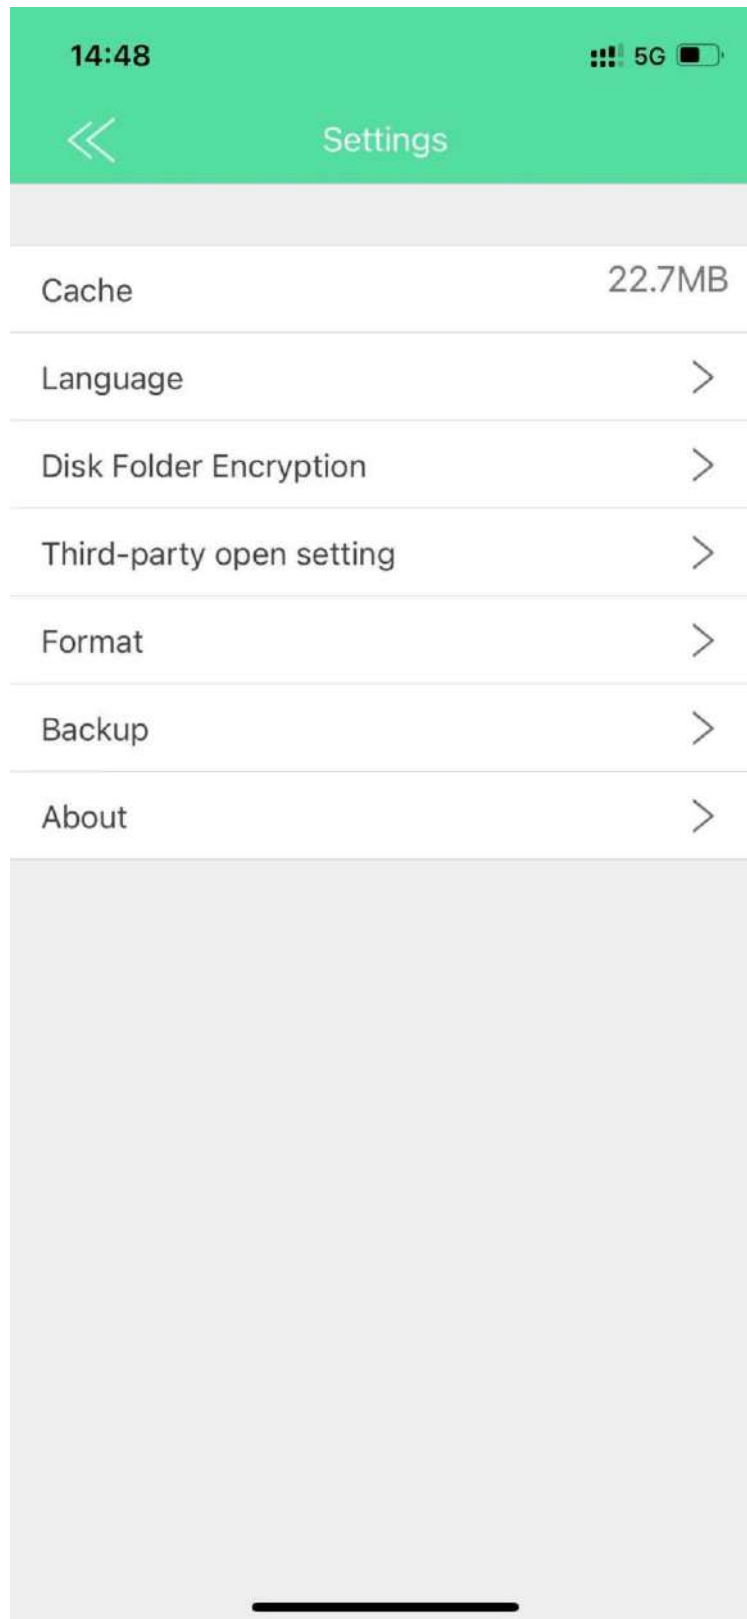 14:48 5G
Settings
Cache 22.7MB
Language
Disk Folder Encryption
Third-party open setting
Format
Backup
About